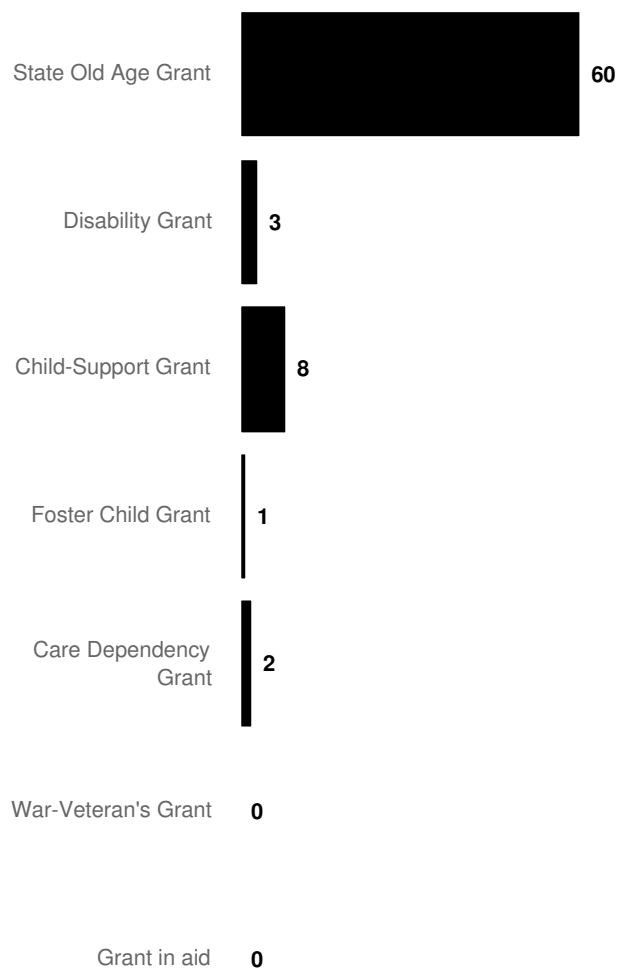 State Old Age Grant 60
Disability Grant 3
Child-Support Grant 8
Foster Child Grant 1
Care Dependency
Grant 2
War-Veteran's Grant 0
Grant in aid 0